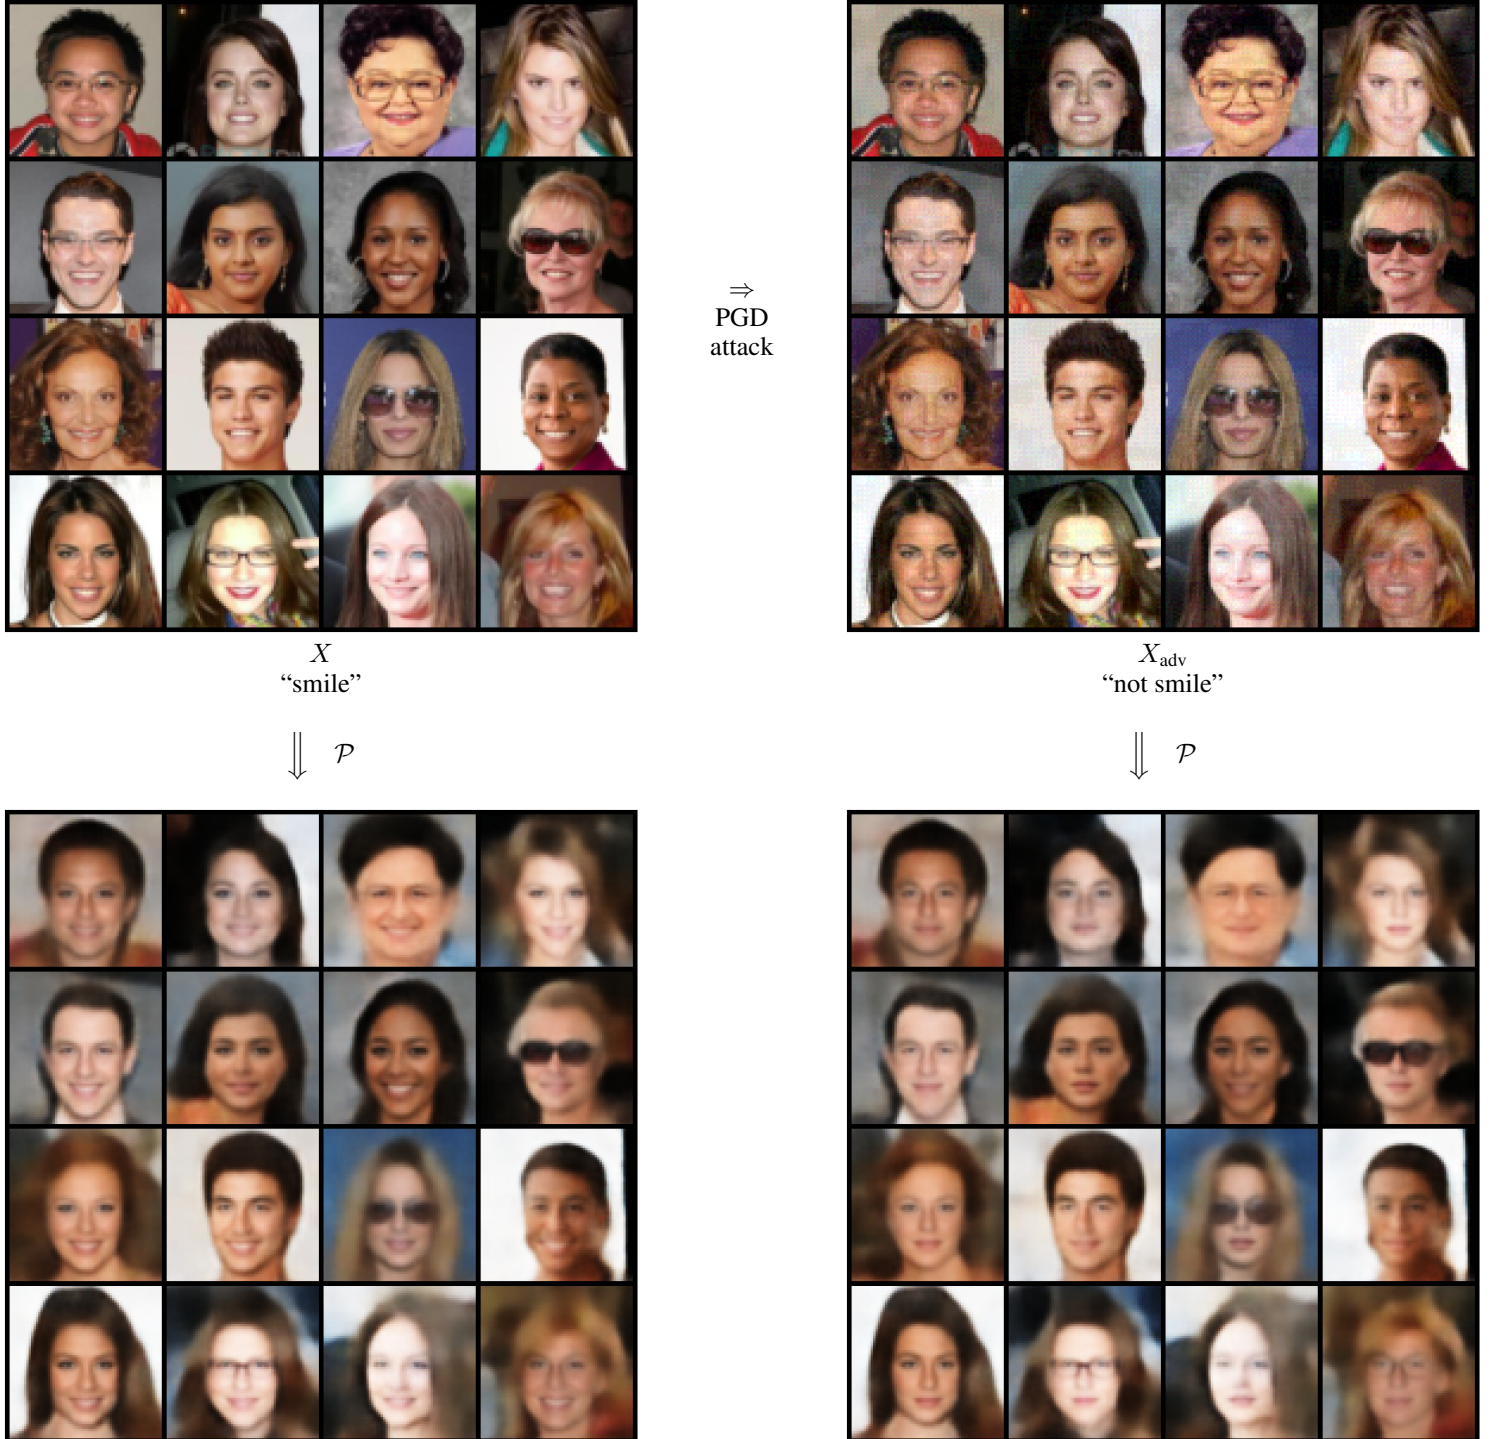 ⇒
PGD
attack
X
“smile”
X_adv
“not smile”
⇓ 𝒫
⇓ 𝒫